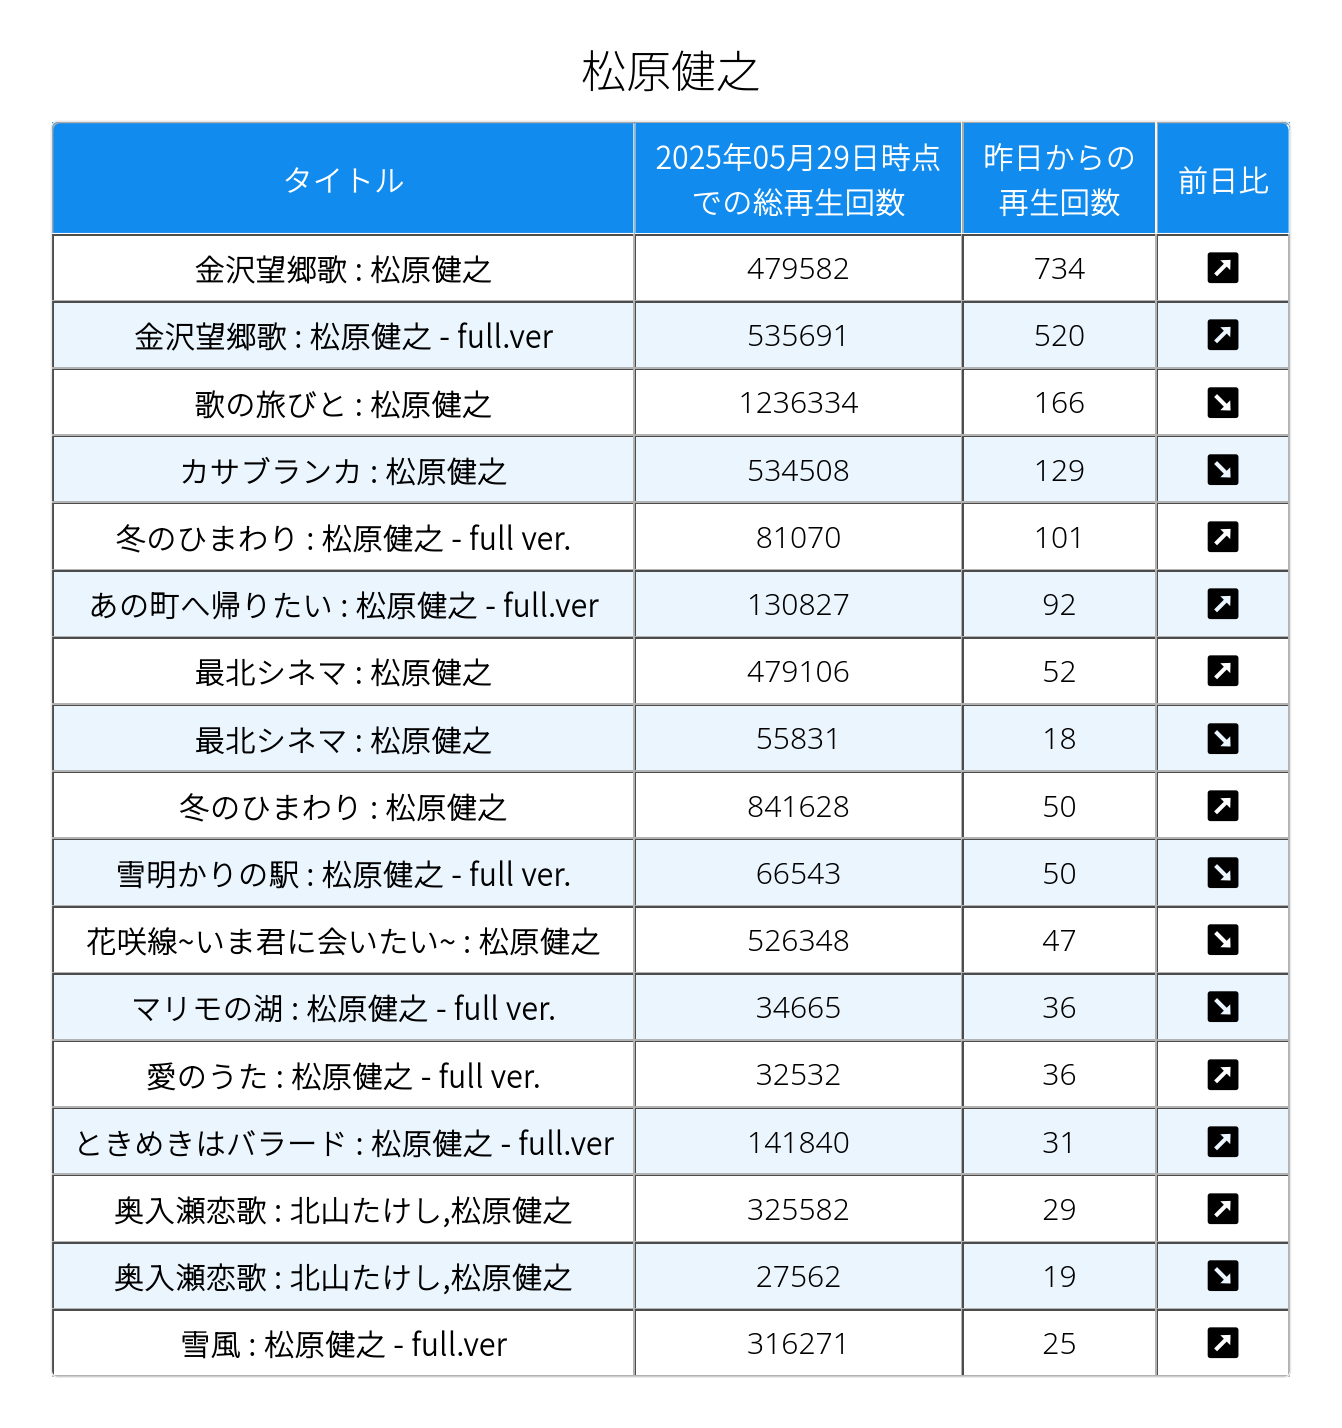 松原健之
タイトル 2025年05月29日時点での総再生回数 昨日からの再生回数 前日比
金沢望郷歌 : 松原健之 479582 734 ↗
金沢望郷歌 : 松原健之 - full.ver 535691 520 ↗
歌の旅びと : 松原健之 1236334 166 ↘
カサブランカ : 松原健之 534508 129 ↘
冬のひまわり : 松原健之 - full ver. 81070 101 ↗
あの町へ帰りたい : 松原健之 - full.ver 130827 92 ↗
最北シネマ : 松原健之 479106 52 ↗
最北シネマ : 松原健之 55831 18 ↘
冬のひまわり : 松原健之 841628 50 ↗
雪明かりの駅 : 松原健之 - full ver. 66543 50 ↘
花咲線~いま君に会いたい~ : 松原健之 526348 47 ↘
マリモの湖 : 松原健之 - full ver. 34665 36 ↘
愛のうた : 松原健之 - full ver. 32532 36 ↗
ときめきはバラード : 松原健之 - full.ver 141840 31 ↗
奥入瀬恋歌 : 北山たけし,松原健之 325582 29 ↗
奥入瀬恋歌 : 北山たけし,松原健之 27562 19 ↘
雪風 : 松原健之 - full.ver 316271 25 ↗